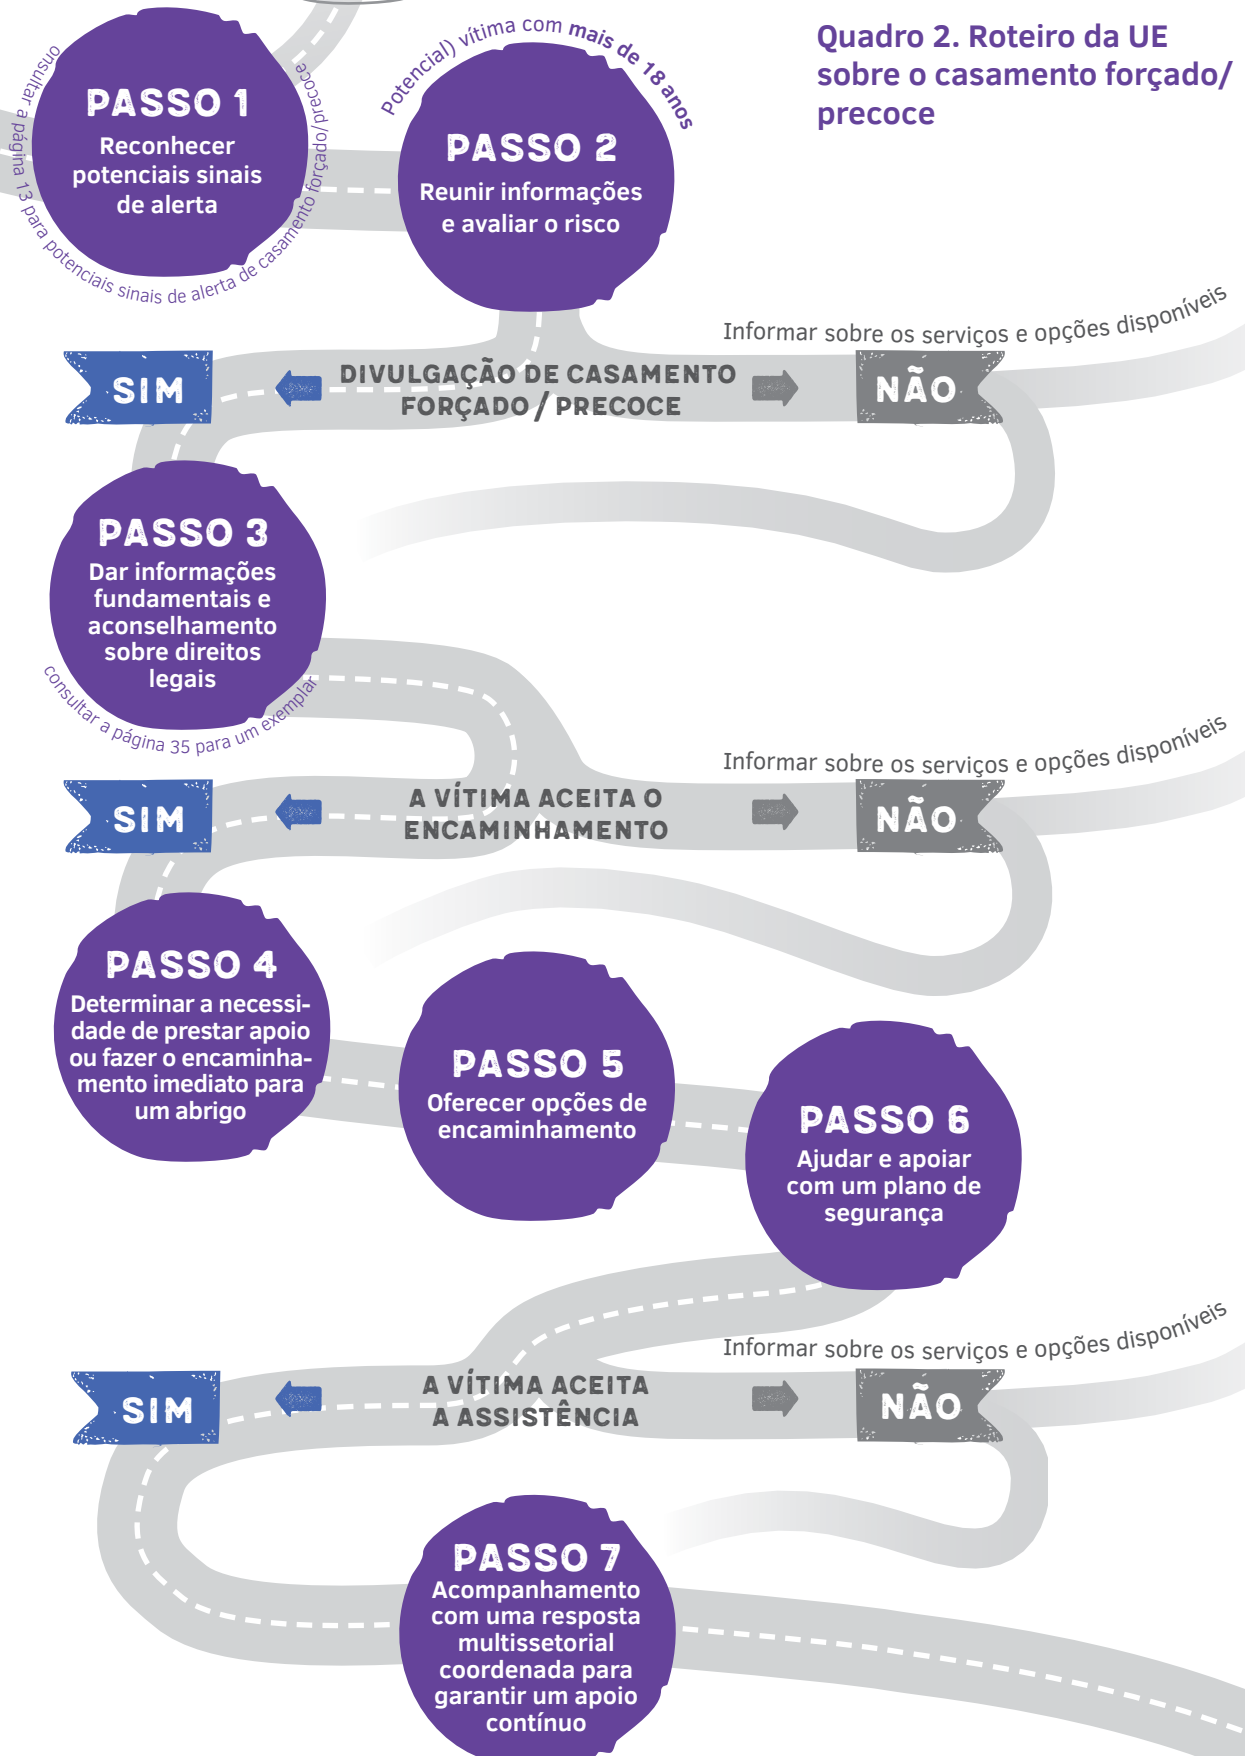 Quadro 2. Roteiro da UE
sobre o casamento forçado/
precoce
PASSO 1
Reconhecer
potenciais sinais
de alerta
onsultar a página 13 para potenciais sinais de alerta de casamento forçado/o precoce
Potencial) vítima com mais de 18 anos
PASSO 2
Reunir informações
e avaliar o risco
Informar sobre os serviços e opções disponíveis
SIM
DIVULGAÇÃO DE CASAMENTO
FORÇADO / PRECOCE
NÃO
PASSO 3
Dar informações
fundamentais e
aconselhamento
sobre direitos
legais
consultar a página 35 para um exemplar
Informar sobre os serviços e opções disponíveis
SIM
A VÍTIMA ACEITA O
ENCAMINHAMENTO
NÃO
PASSO 4
Determinar a necessi-
dade de prestar apoio
ou fazer o encaminha-
mento imediato para
um abrigo
PASSO 5
Oferecer opções de
encaminhamento
PASSO 6
Ajudar e apoiar
com um plano de
segurança
Informar sobre os serviços e opções disponíveis
SIM
A VÍTIMA ACEITA
A ASSISTÊNCIA
NÃO
PASSO 7
Acompanhamento
com uma resposta
multissetorial
coordenada para
garantir um apoio
contínuo